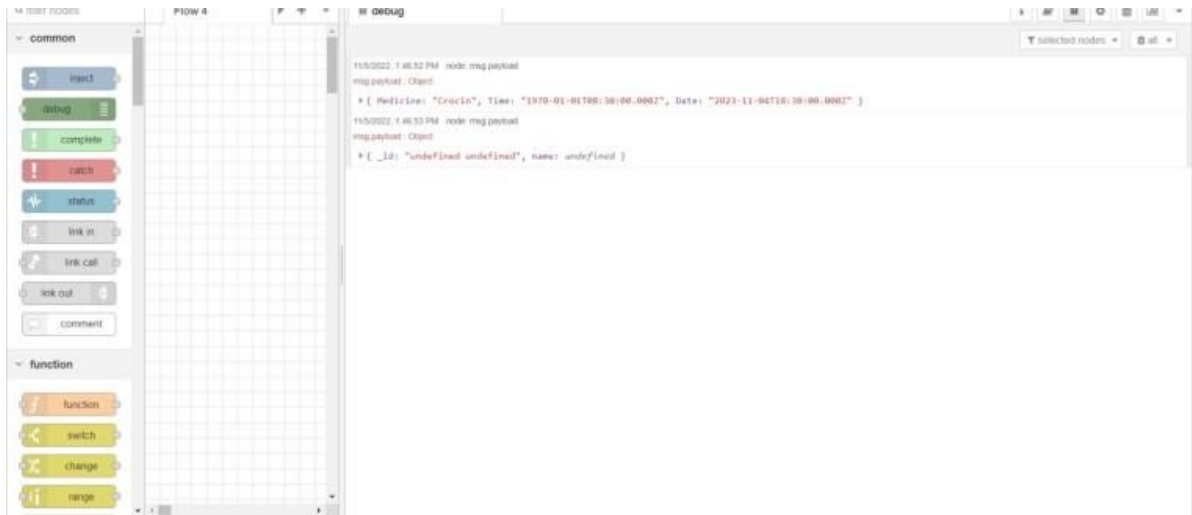 filter nodes
Flow 4
debug
common
selected nodes
all
inject
debug
complete
catch
status
link in
link call
link out
comment
11/5/2022, 1:46:52 PM node: msg.payload
msg.payload : Object
{ Medicine: "Crocin", Time: "1970-01-01T08:30:00.000Z", Date: "2023-11-04T18:30:00.000Z" }
11/5/2022, 1:46:53 PM node: msg.payload
msg.payload : Object
{ _id: "undefined undefined", name: undefined }
function
function
switch
change
range